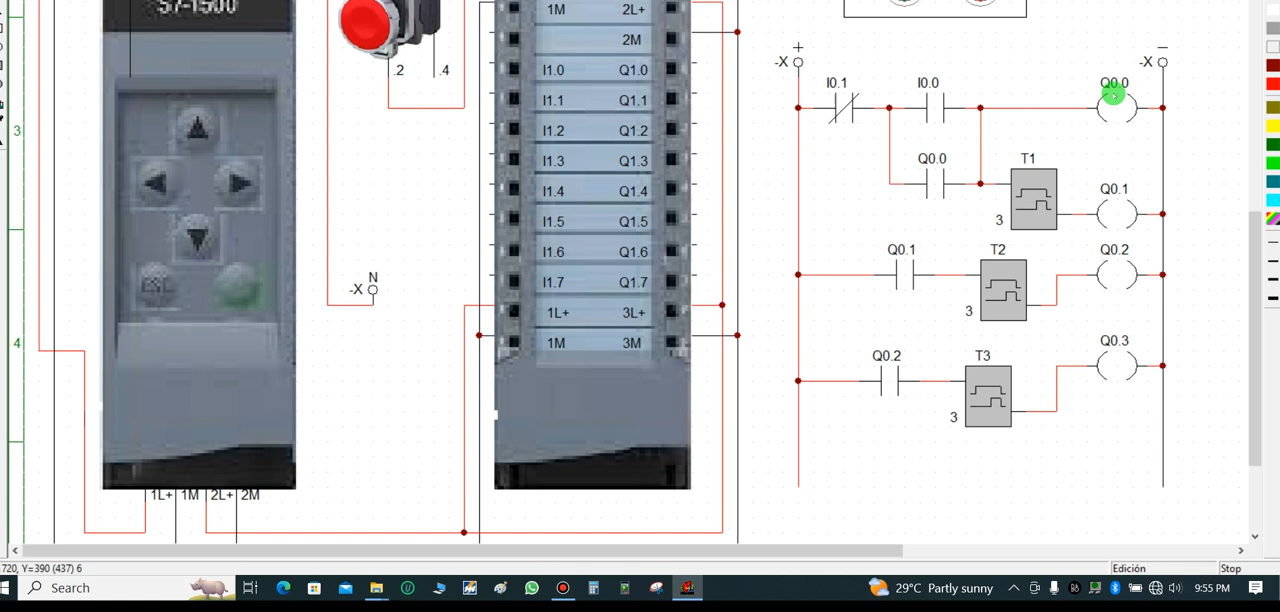 S7-1500
.2 .4
3
4
N
-X
1L+ 1M 2L+ 2M
1M 2L+
2M
I1.0 Q1.0
I1.1 Q1.1
I1.2 Q1.2
I1.3 Q1.3
I1.4 Q1.4
I1.5 Q1.5
I1.6 Q1.6
I1.7 Q1.7
1L+ 3L+
1M 3M
+ −
-X -X
I0.1 I0.0 Q0.0
Q0.0 T1
3 Q0.1
Q0.1 T2 Q0.2
3
Q0.2 T3 Q0.3
3
720, Y=390 (437) 6
Edición Stop
Search
29°C Partly sunny
9:55 PM